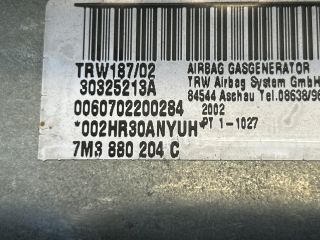 TRW187/02
AIRBAG GASGENERATOR
30325213A
TRW Airbag System GmbH
84544 Aschau Tel.08638/96
0060702200284
2002
*002HR30ANYUH*
PT 1-1027
7M3 880 204 C